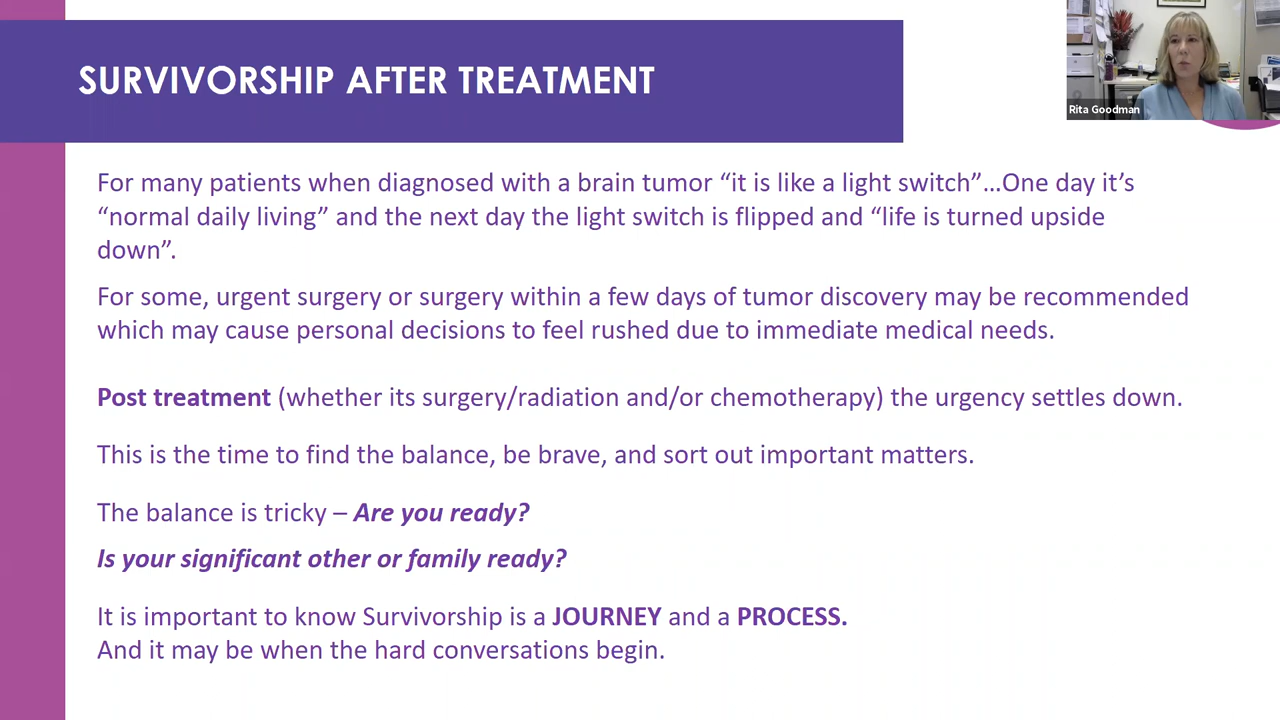 SURVIVORSHIP AFTER TREATMENT
Rita Goodman
For many patients when diagnosed with a brain tumor “it is like a light switch”…One day it’s
“normal daily living” and the next day the light switch is flipped and “life is turned upside
down”.
For some, urgent surgery or surgery within a few days of tumor discovery may be recommended
which may cause personal decisions to feel rushed due to immediate medical needs.
Post treatment (whether its surgery/radiation and/or chemotherapy) the urgency settles down.
This is the time to find the balance, be brave, and sort out important matters.
The balance is tricky – Are you ready?
Is your significant other or family ready?
It is important to know Survivorship is a JOURNEY and a PROCESS.
And it may be when the hard conversations begin.